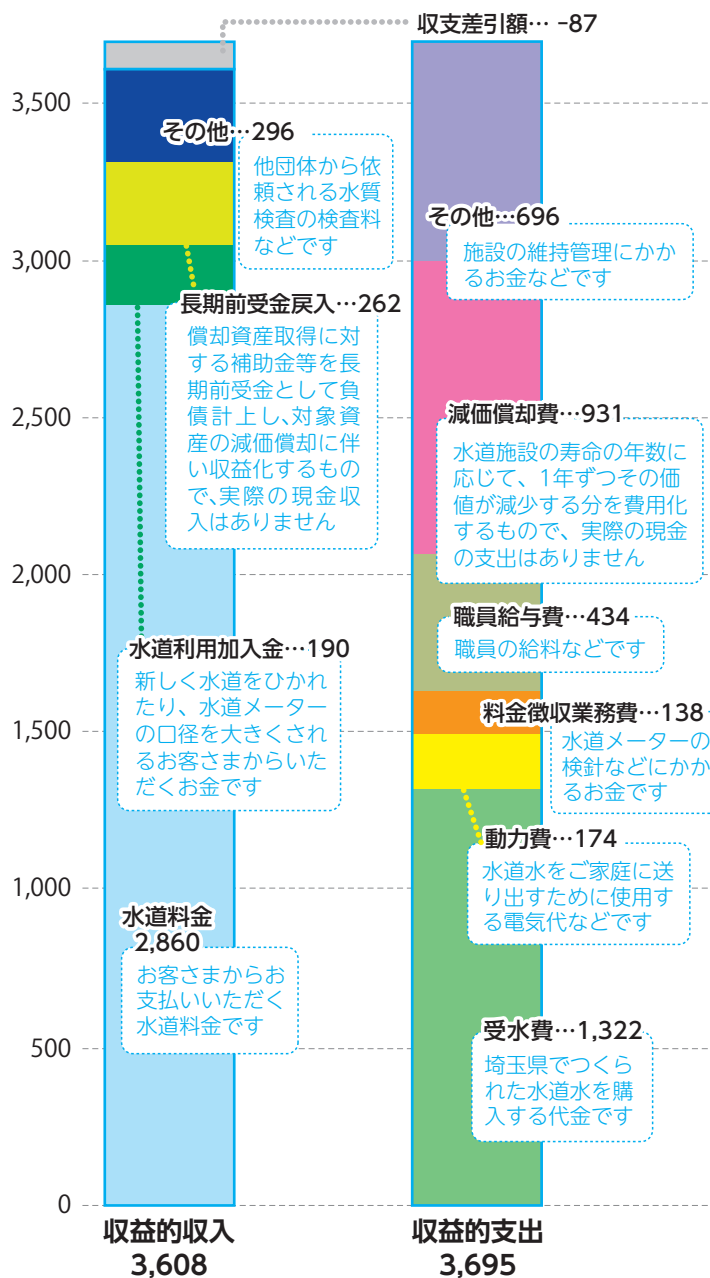 収支差引額… -87
3,500
3,000
2,500
2,000
1,500
1,000
500
0
その他…296
他団体から依
頼される水質
検査の検査料
などです
長期前受金戻入…262
償却資産取得に対
する補助金等を長
期前受金として負
債計上し、対象資
産の減価償却に伴
い収益化するもの
で、実際の現金収
入はありません
水道利用加入金…190
新しく水道をひかれ
たり、水道メーター
の口径を大きくされ
るお客さまからいた
だくお金です
水道料金
2,860
お客さまからお
支払いいただく
水道料金です
収益的収入
3,608
その他…696
施設の維持管理にかか
るお金などです
減価償却費…931
水道施設の寿命の年数に
応じて、1年ずつその価
値が減少する分を費用化
するもので、実際の現金
の支出はありません
職員給与費…434
職員の給料などです
料金徴収業務費…138
水道メーターの
検針などにかか
るお金です
動力費…174
水道水をご家庭に送
り出すために使用す
る電気代などです
受水費…1,322
埼玉県でつくら
れた水道水を購
入する代金です
収益的支出
3,695